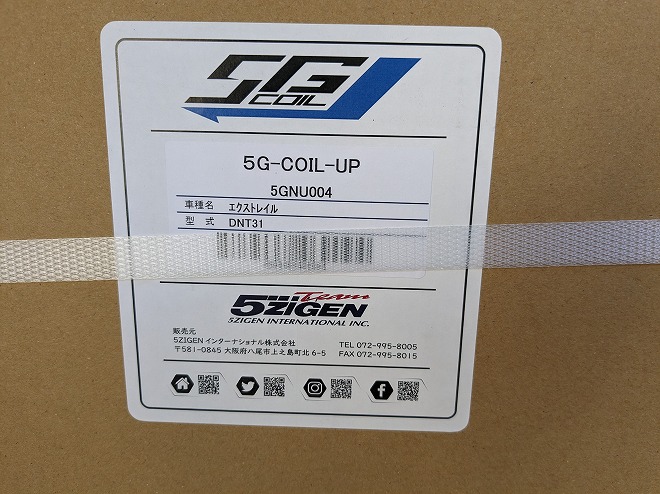 5G
COIL
5G-COIL-UP
5GNU004
車種名 エクストレイル
型 式 DNT31
Team
5ZIGEN
5ZIGEN INTERNATIONAL INC.
販売元
5ZIGEN インターナショナル株式会社 TEL 072-995-8005
〒581-0845 大阪府八尾市上之島町北 6-5 FAX 072-995-8015